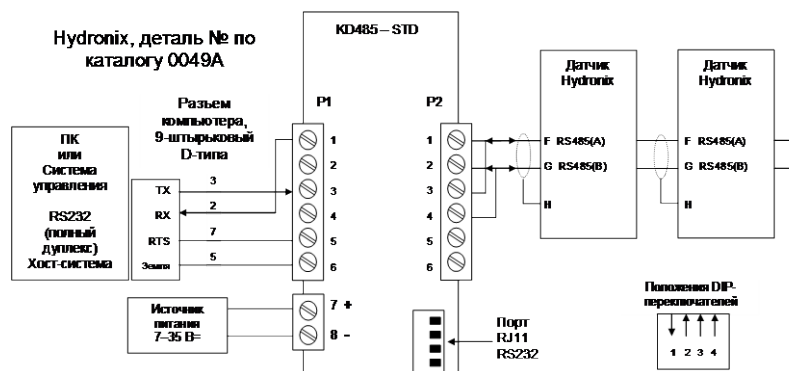 KD485 – STD
Hydronix, деталь № по
каталогу 0049A
Разъем
компьютера,
9-штырьковый
D-типа
P1
P2
Датчик
Hydronix
Датчик
Hydronix
ПК
или
Система
управления
RS232
(полный
дуплекс)
Хост-система
TX
RX
RTS
Земля
3
2
7
5
1
2
3
4
5
6
1
2
3
4
5
6
F RS485(A)
G RS485(B)
H
F RS485(A)
G RS485(B)
H
Источник
питания
7–35 В=
7 +
8 -
Порт
RJ11
RS232
Положения DIP-
переключателей
1 2 3 4